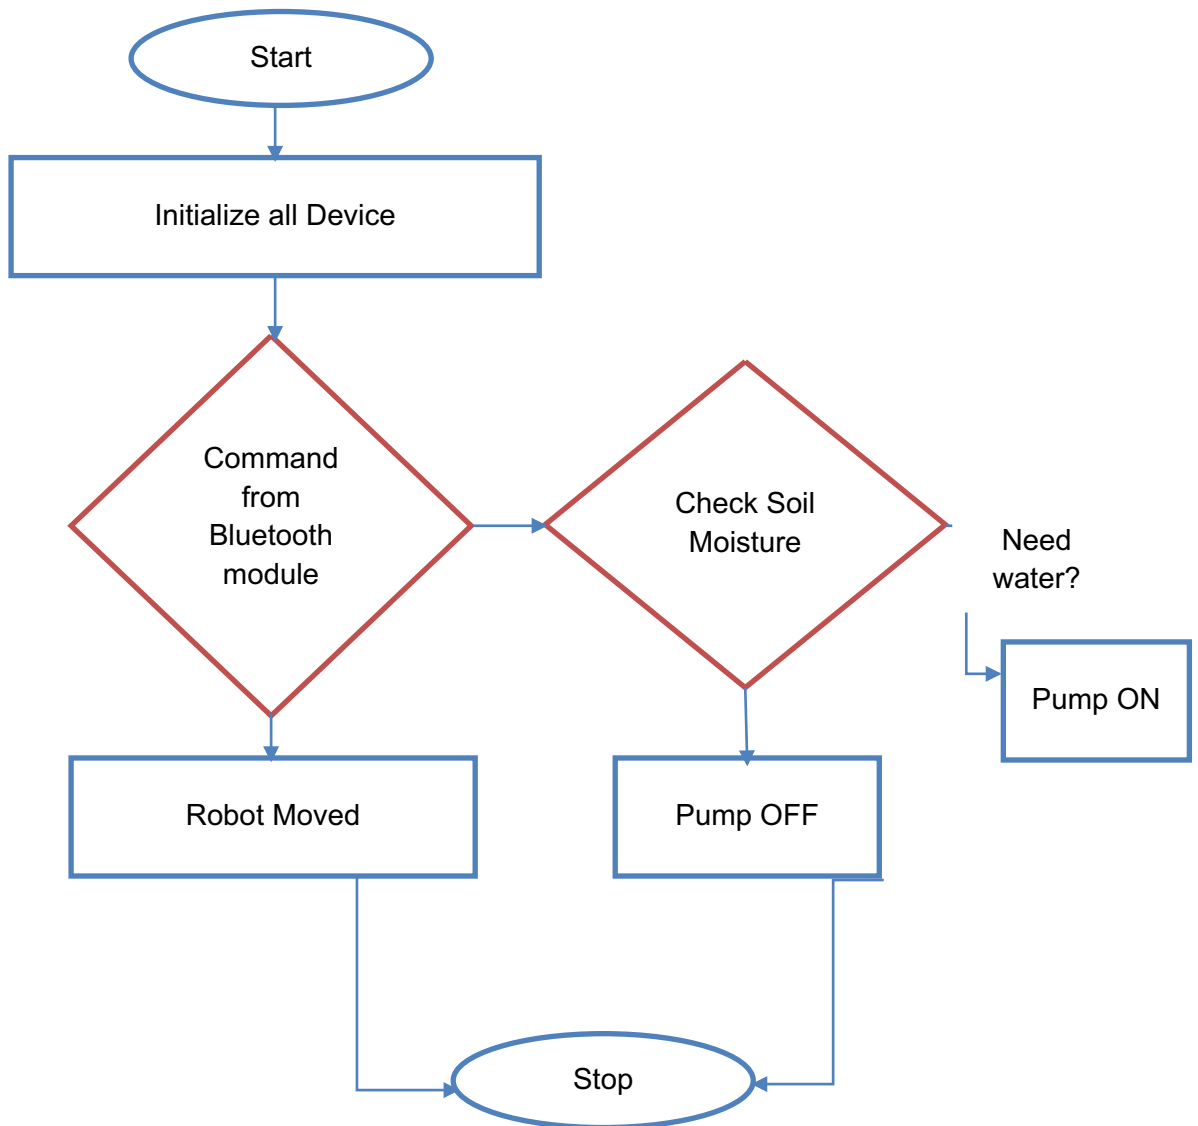 Start
Initialize all Device
Command
from
Bluetooth
module
Check Soil
Moisture
Need
water?
Pump ON
Robot Moved
Pump OFF
Stop